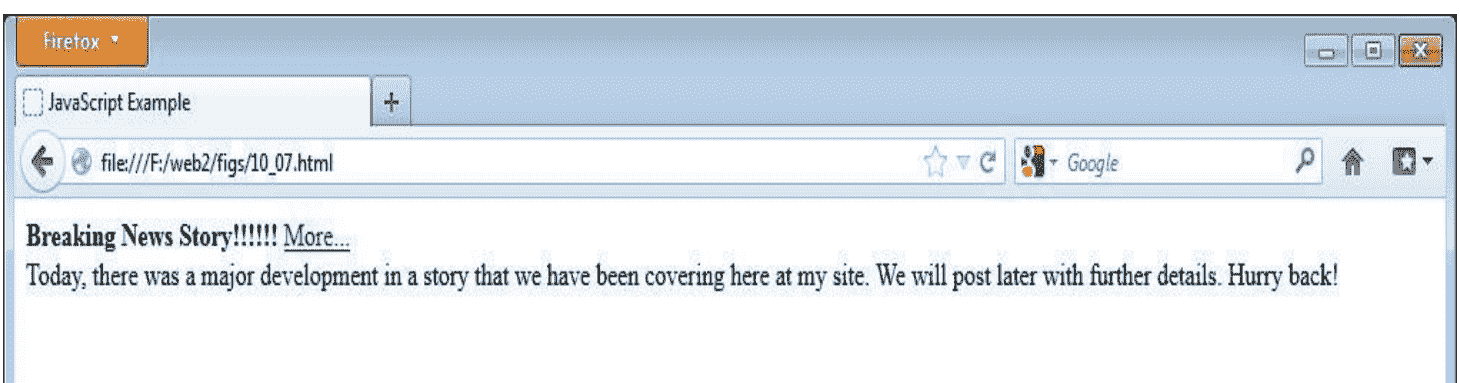 Firefox
JavaScript Example
file:///F:/web2/figs/10_07.html
Google
Breaking News Story!!!!!! More...
Today, there was a major development in a story that we have been covering here at my site. We will post later with further details. Hurry back!